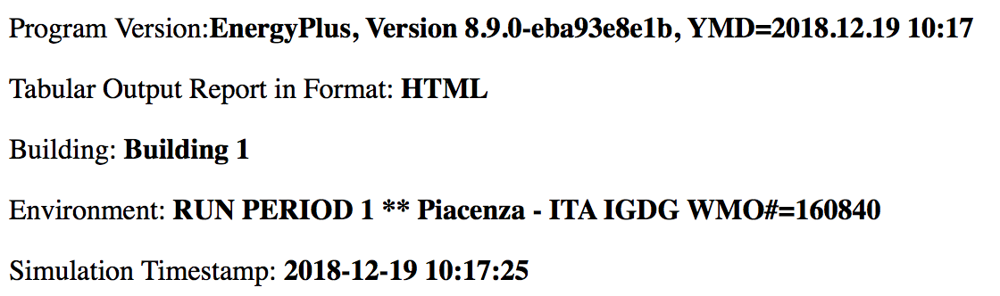 Program Version:EnergyPlus, Version 8.9.0-eba93e8e1b, YMD=2018.12.19 10:17
Tabular Output Report in Format: HTML
Building: Building 1
Environment: RUN PERIOD 1 ** Piacenza - ITA IGDG WMO#=160840
Simulation Timestamp: 2018-12-19 10:17:25